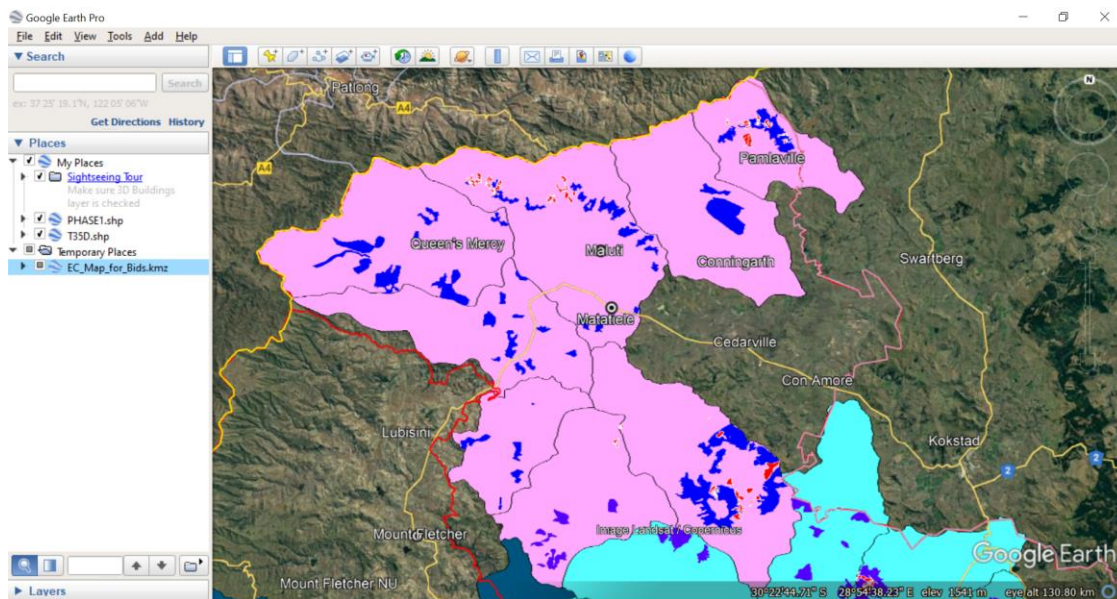 Google Earth Pro
File Edit View Tools Add Help
Search
Search
ex: 37 25' 19.1"N, 122 05' 06"W
Get Directions History
Places
My Places
Sightseeing Tour
Make sure 3D Buildings
layer is checked
PHASE1.shp
T35D.shp
Temporary Places
EC_Map_for_Bids.kmz
Layers
N
Patlong
A4
A4
Pamlaville
Queen's Mercy
Maluti
Conningarth
Swartberg
Matatiele
Cedarville
Con Amore
Lubisini
Kokstad
2
2
Mount Fletcher
Image Landsat / Copernicus
Google Earth
Mount Fletcher NU
30°22'44.71" S 28°54'38.23" E elev 1541 m eye alt 130.80 km